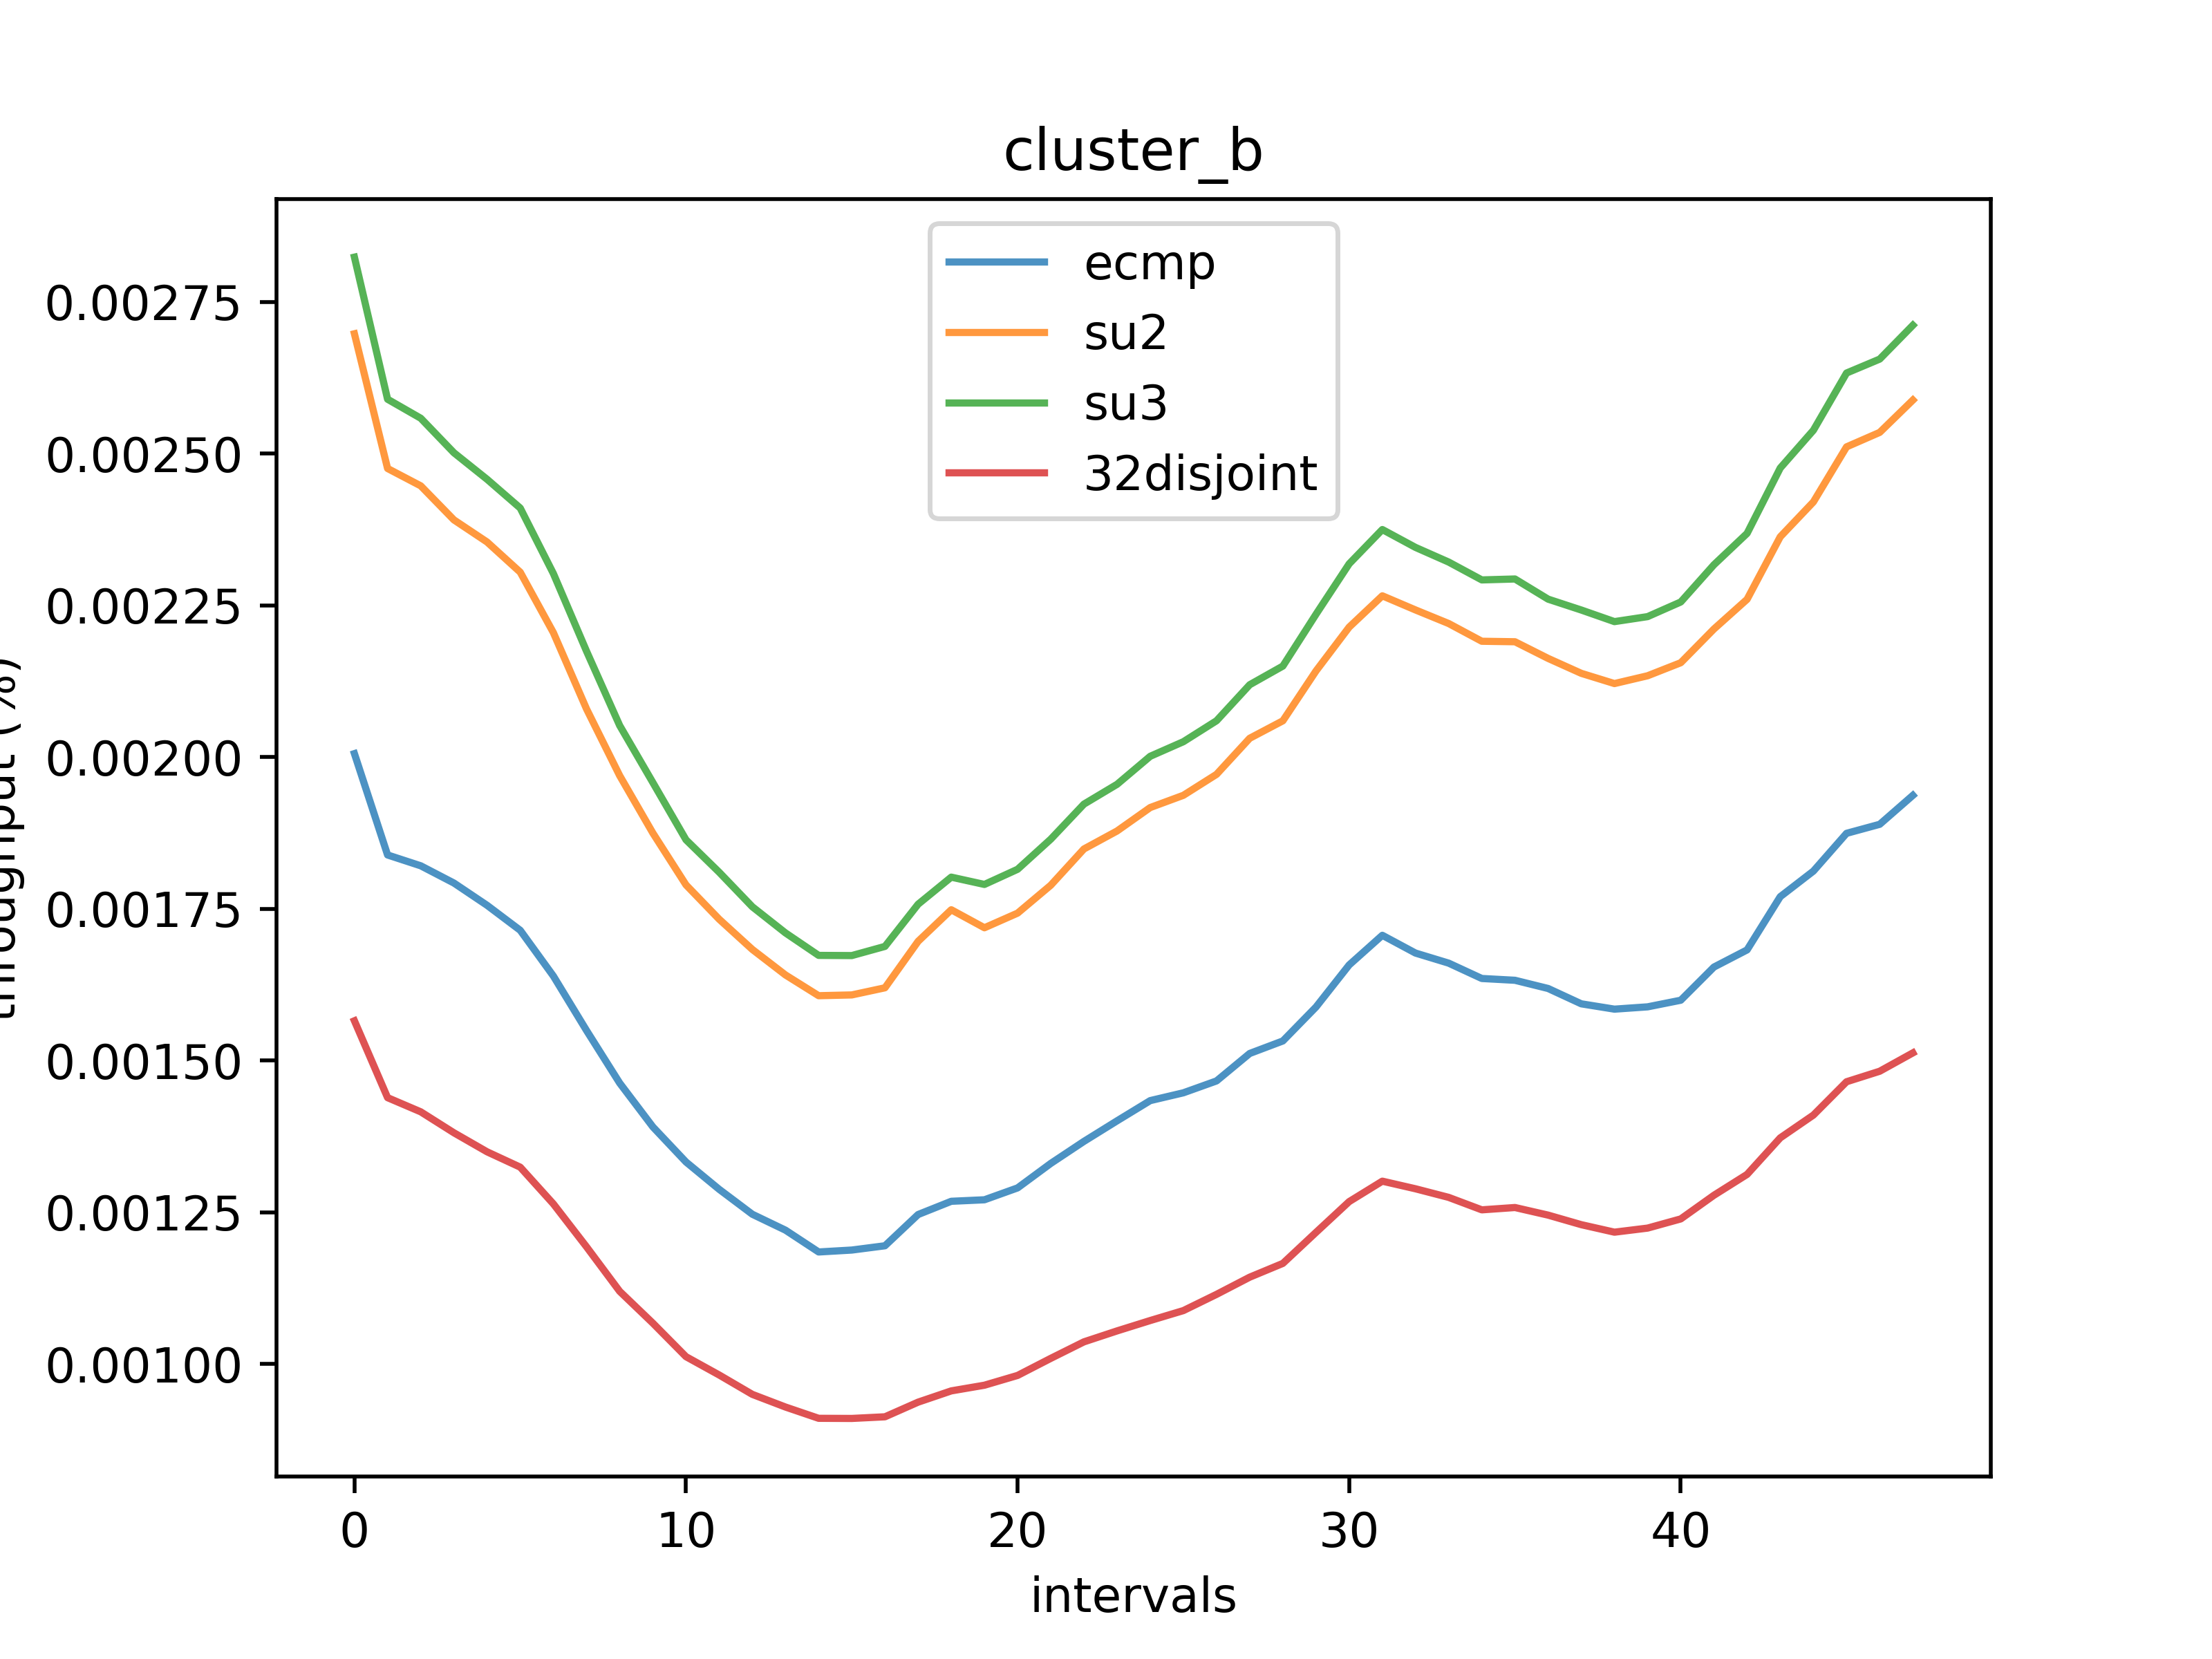 cluster_b
ecmp
su2
su3
32disjoint
0.00275
0.00250
0.00225
0.00200
0.00175
0.00150
0.00125
0.00100
throughput (%)
0 10 20 30 40
intervals